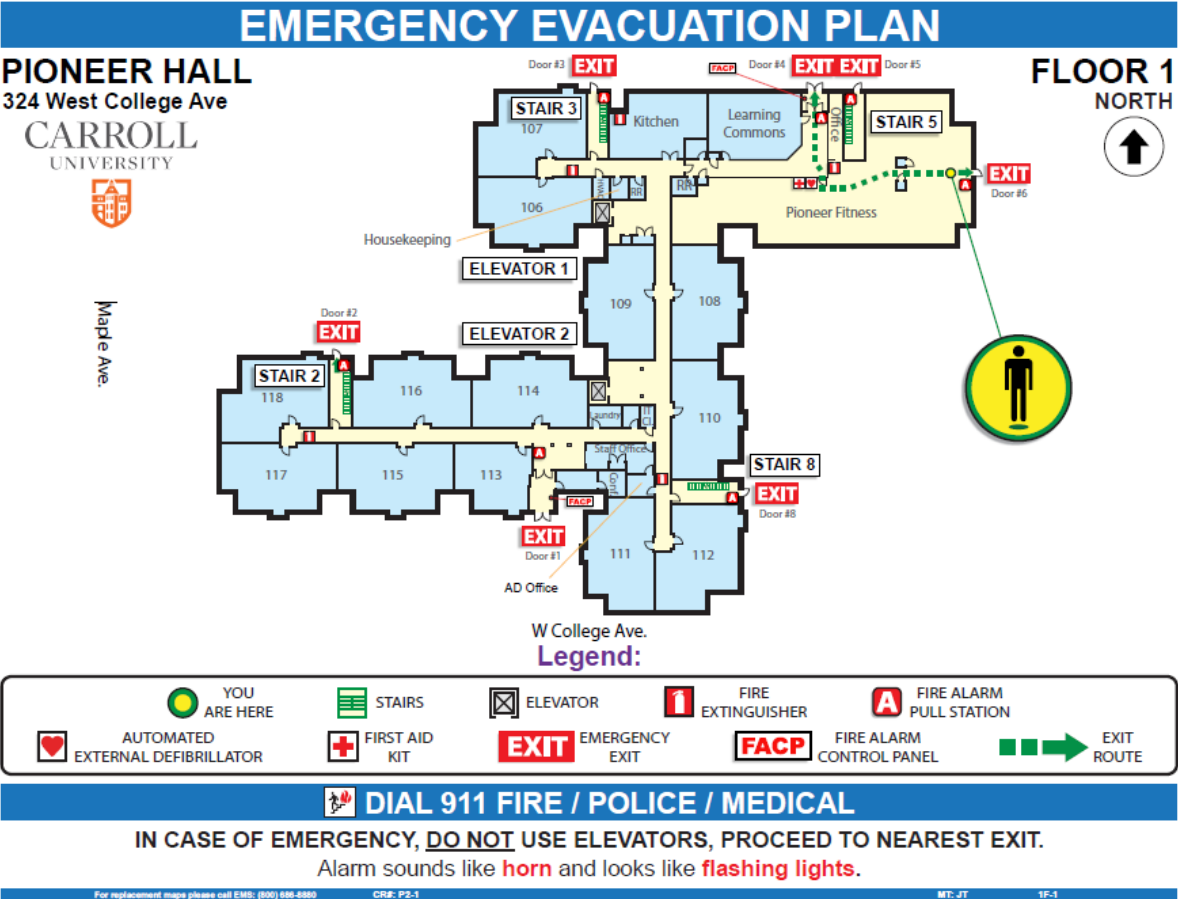 EMERGENCY EVACUATION PLAN
PIONEER HALL
324 West College Ave
CARROLL
UNIVERSITY
FLOOR 1
NORTH
Door #3 EXIT
FACP
Door #4 EXIT EXIT Door #5
STAIR 3
107
Kitchen
Learning
Commons
Office
STAIR 5
EXIT
Door #6
106
HVAC
RR
RR
Pioneer Fitness
Housekeeping
ELEVATOR 1
109
108
Maple Ave.
Door #2
EXIT
ELEVATOR 2
STAIR 2
118
116
114
Laundry
IT
CL
110
Staff Office
117
115
113
Conf
STAIR 8
EXIT
Door #8
FACP
EXIT
Door #1
111
112
AD Office
W College Ave.
Legend:
YOU
ARE HERE
STAIRS
ELEVATOR
FIRE
EXTINGUISHER
A
FIRE ALARM
PULL STATION
AUTOMATED
EXTERNAL DEFIBRILLATOR
FIRST AID
KIT
EXIT
EMERGENCY
EXIT
FACP
FIRE ALARM
CONTROL PANEL
EXIT
ROUTE
DIAL 911 FIRE / POLICE / MEDICAL
IN CASE OF EMERGENCY, DO NOT USE ELEVATORS, PROCEED TO NEAREST EXIT.
Alarm sounds like horn and looks like flashing lights.
For replacement maps please call EMS: (800) 686-8880 CR#: P2-1 MT: JT 1F-1